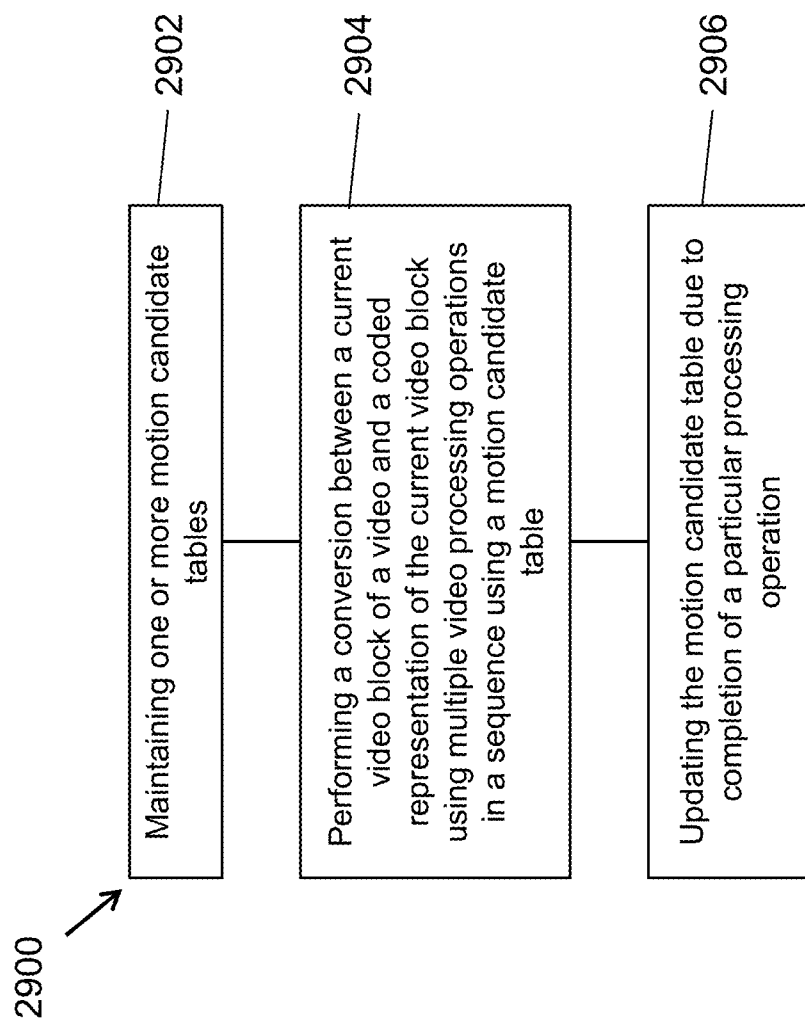 2900
Maintaining one or more motion candidate
tables
2902
Performing a conversion between a current
video block of a video and a coded
representation of the current video block
using multiple video processing operations
in a sequence using a motion candidate
table
2904
Updating the motion candidate table due to
completion of a particular processing
operation
2906